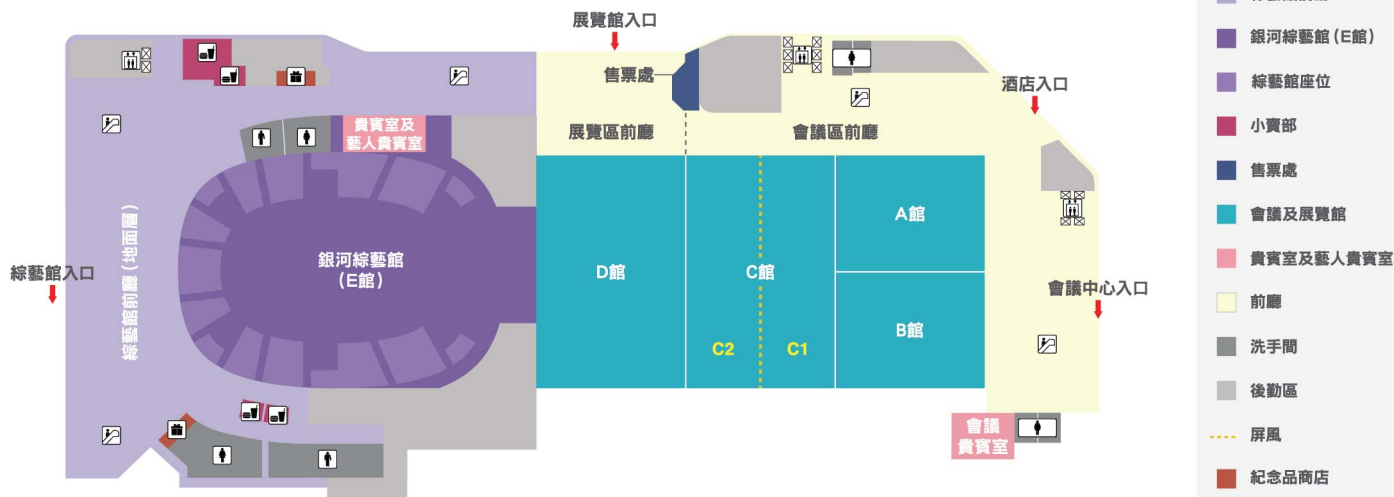 展覽館入口
售票處
酒店入口
貴賓室及
藝人貴賓室
展覽區前廳
會議區前廳
綜藝館入口
綜藝館前廳(地面層)
銀河綜藝館
(E館)
D館
C館
A館
B館
C2
C1
會議中心入口
會議
貴賓室
銀河綜藝館(E館)
綜藝館座位
小賣部
售票處
會議及展覽館
貴賓室及藝人貴賓室
前廳
洗手間
後勤區
屏風
紀念品商店